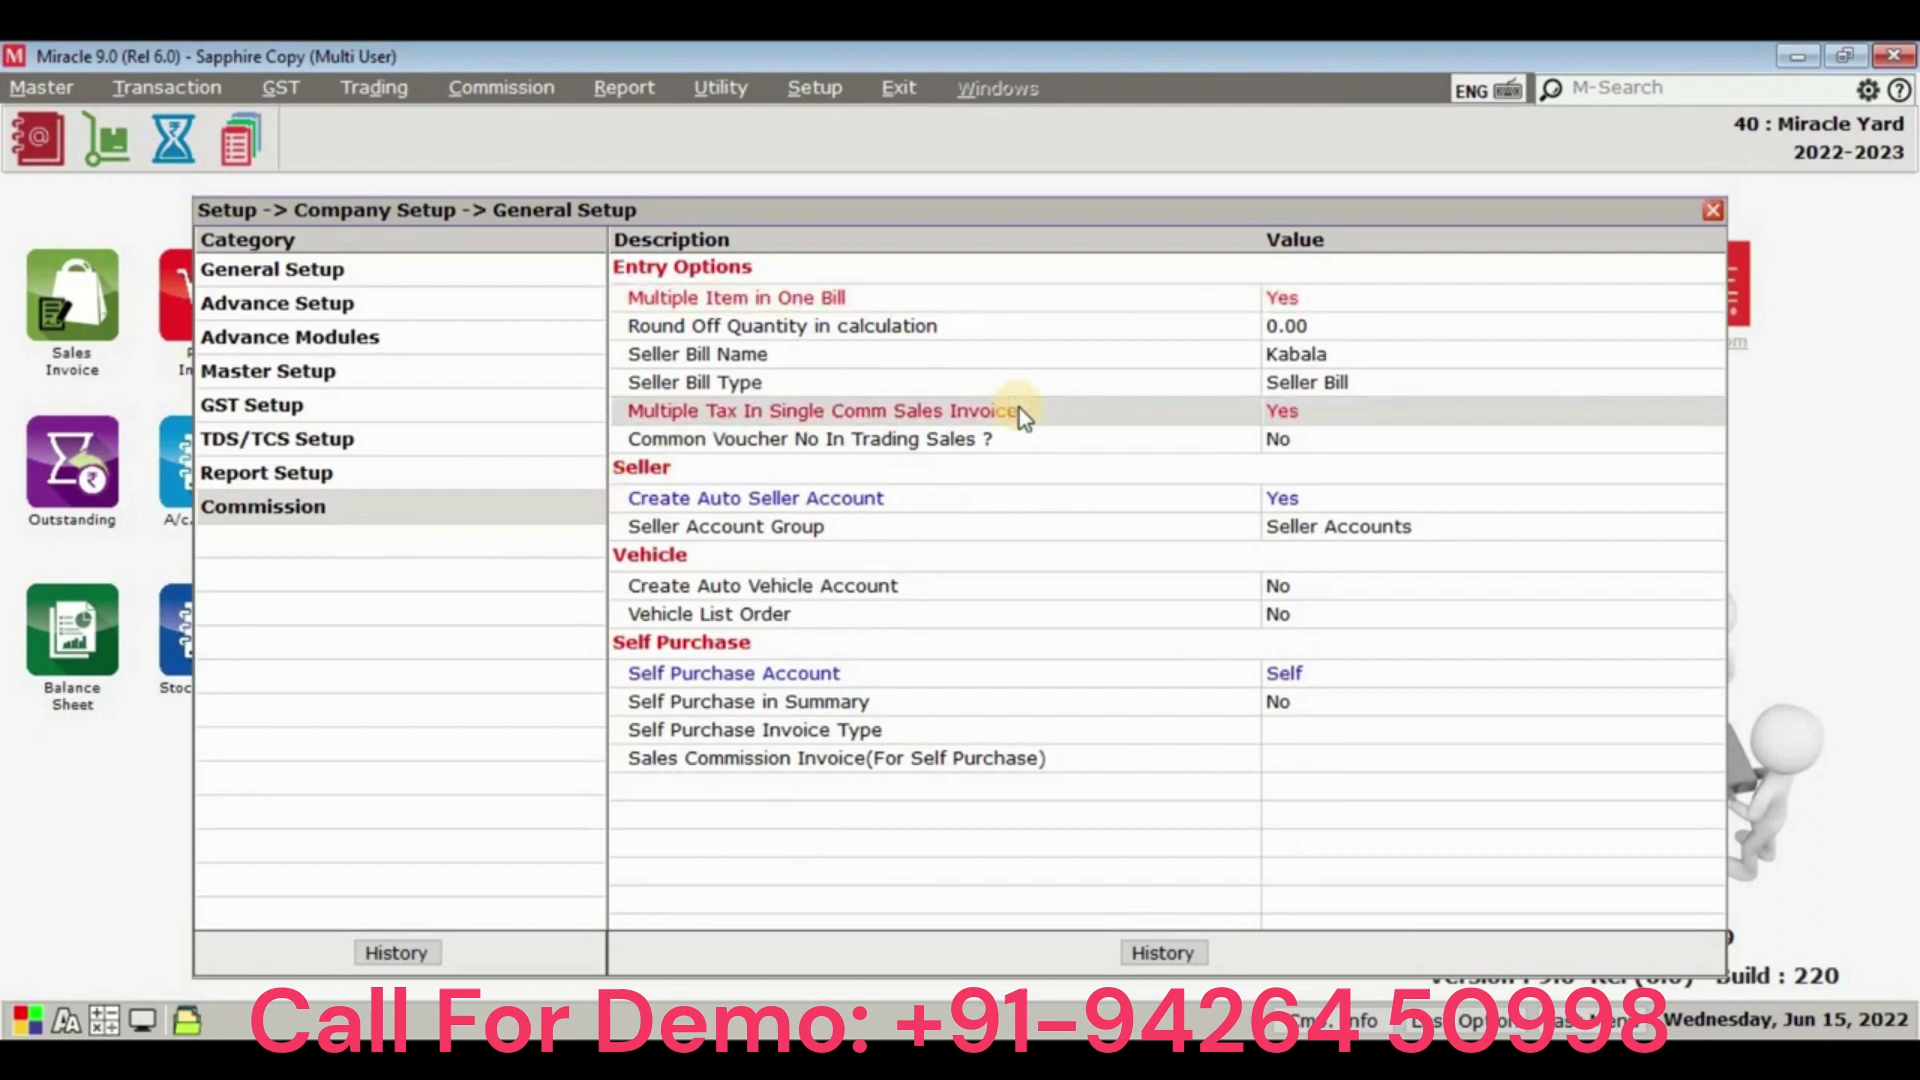 Miracle 9.0 (Rel 6.0) - Sapphire Copy (Multi User)
Master Transaction GST Trading Commission Report Utility Setup Exit Windows ENG M-Search
40 : Miracle Yard
2022-2023
Setup -> Company Setup -> General Setup
Category Description Value
General Setup
Advance Setup
Advance Modules
Master Setup
GST Setup
TDS/TCS Setup
Report Setup
Commission
Entry Options
Multiple Item in One Bill Yes
Round Off Quantity in calculation 0.00
Seller Bill Name Kabala
Seller Bill Type Seller Bill
Multiple Tax In Single Comm Sales Invoice Yes
Common Voucher No In Trading Sales ? No
Seller
Create Auto Seller Account Yes
Seller Account Group Seller Accounts
Vehicle
Create Auto Vehicle Account No
Vehicle List Order No
Self Purchase
Self Purchase Account Self
Self Purchase in Summary No
Self Purchase Invoice Type
Sales Commission Invoice(For Self Purchase)
History History
Sales
Invoice
Outstanding A/c.
Balance
Sheet
Stoc
Build : 220
Call For Demo: +91-94264 50998
Wednesday, Jun 15, 2022